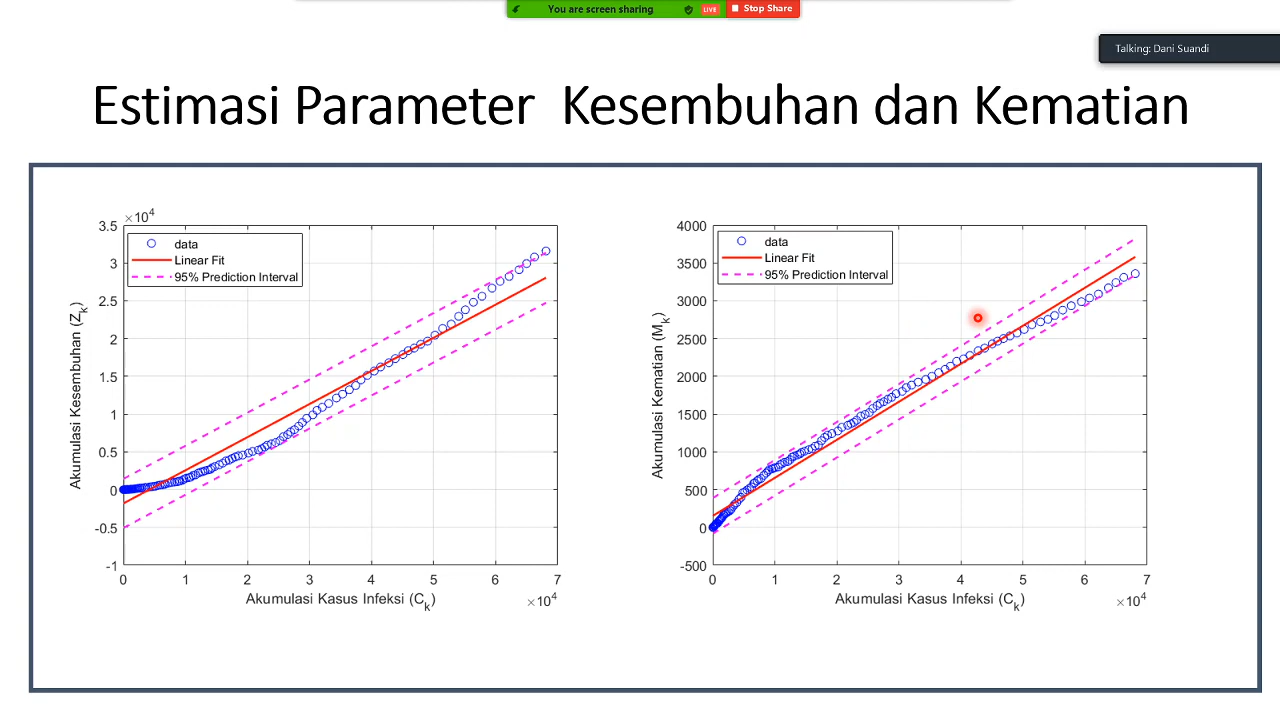 You are screen sharing
LIVE
Stop Share
Talking: Dani Suandi
Estimasi Parameter Kesembuhan dan Kematian
×10⁴
3.5
3
2.5
2
1.5
1
0.5
0
-0.5
-1
Akumulasi Kesembuhan (Zₖ)
data
Linear Fit
95% Prediction Interval
0 1 2 3 4 5 6 7
Akumulasi Kasus Infeksi (Cₖ)
×10⁴
4000
3500
3000
2500
2000
1500
1000
500
0
-500
Akumulasi Kematian (Mₖ)
data
Linear Fit
95% Prediction Interval
0 1 2 3 4 5 6 7
Akumulasi Kasus Infeksi (Cₖ)
×10⁴